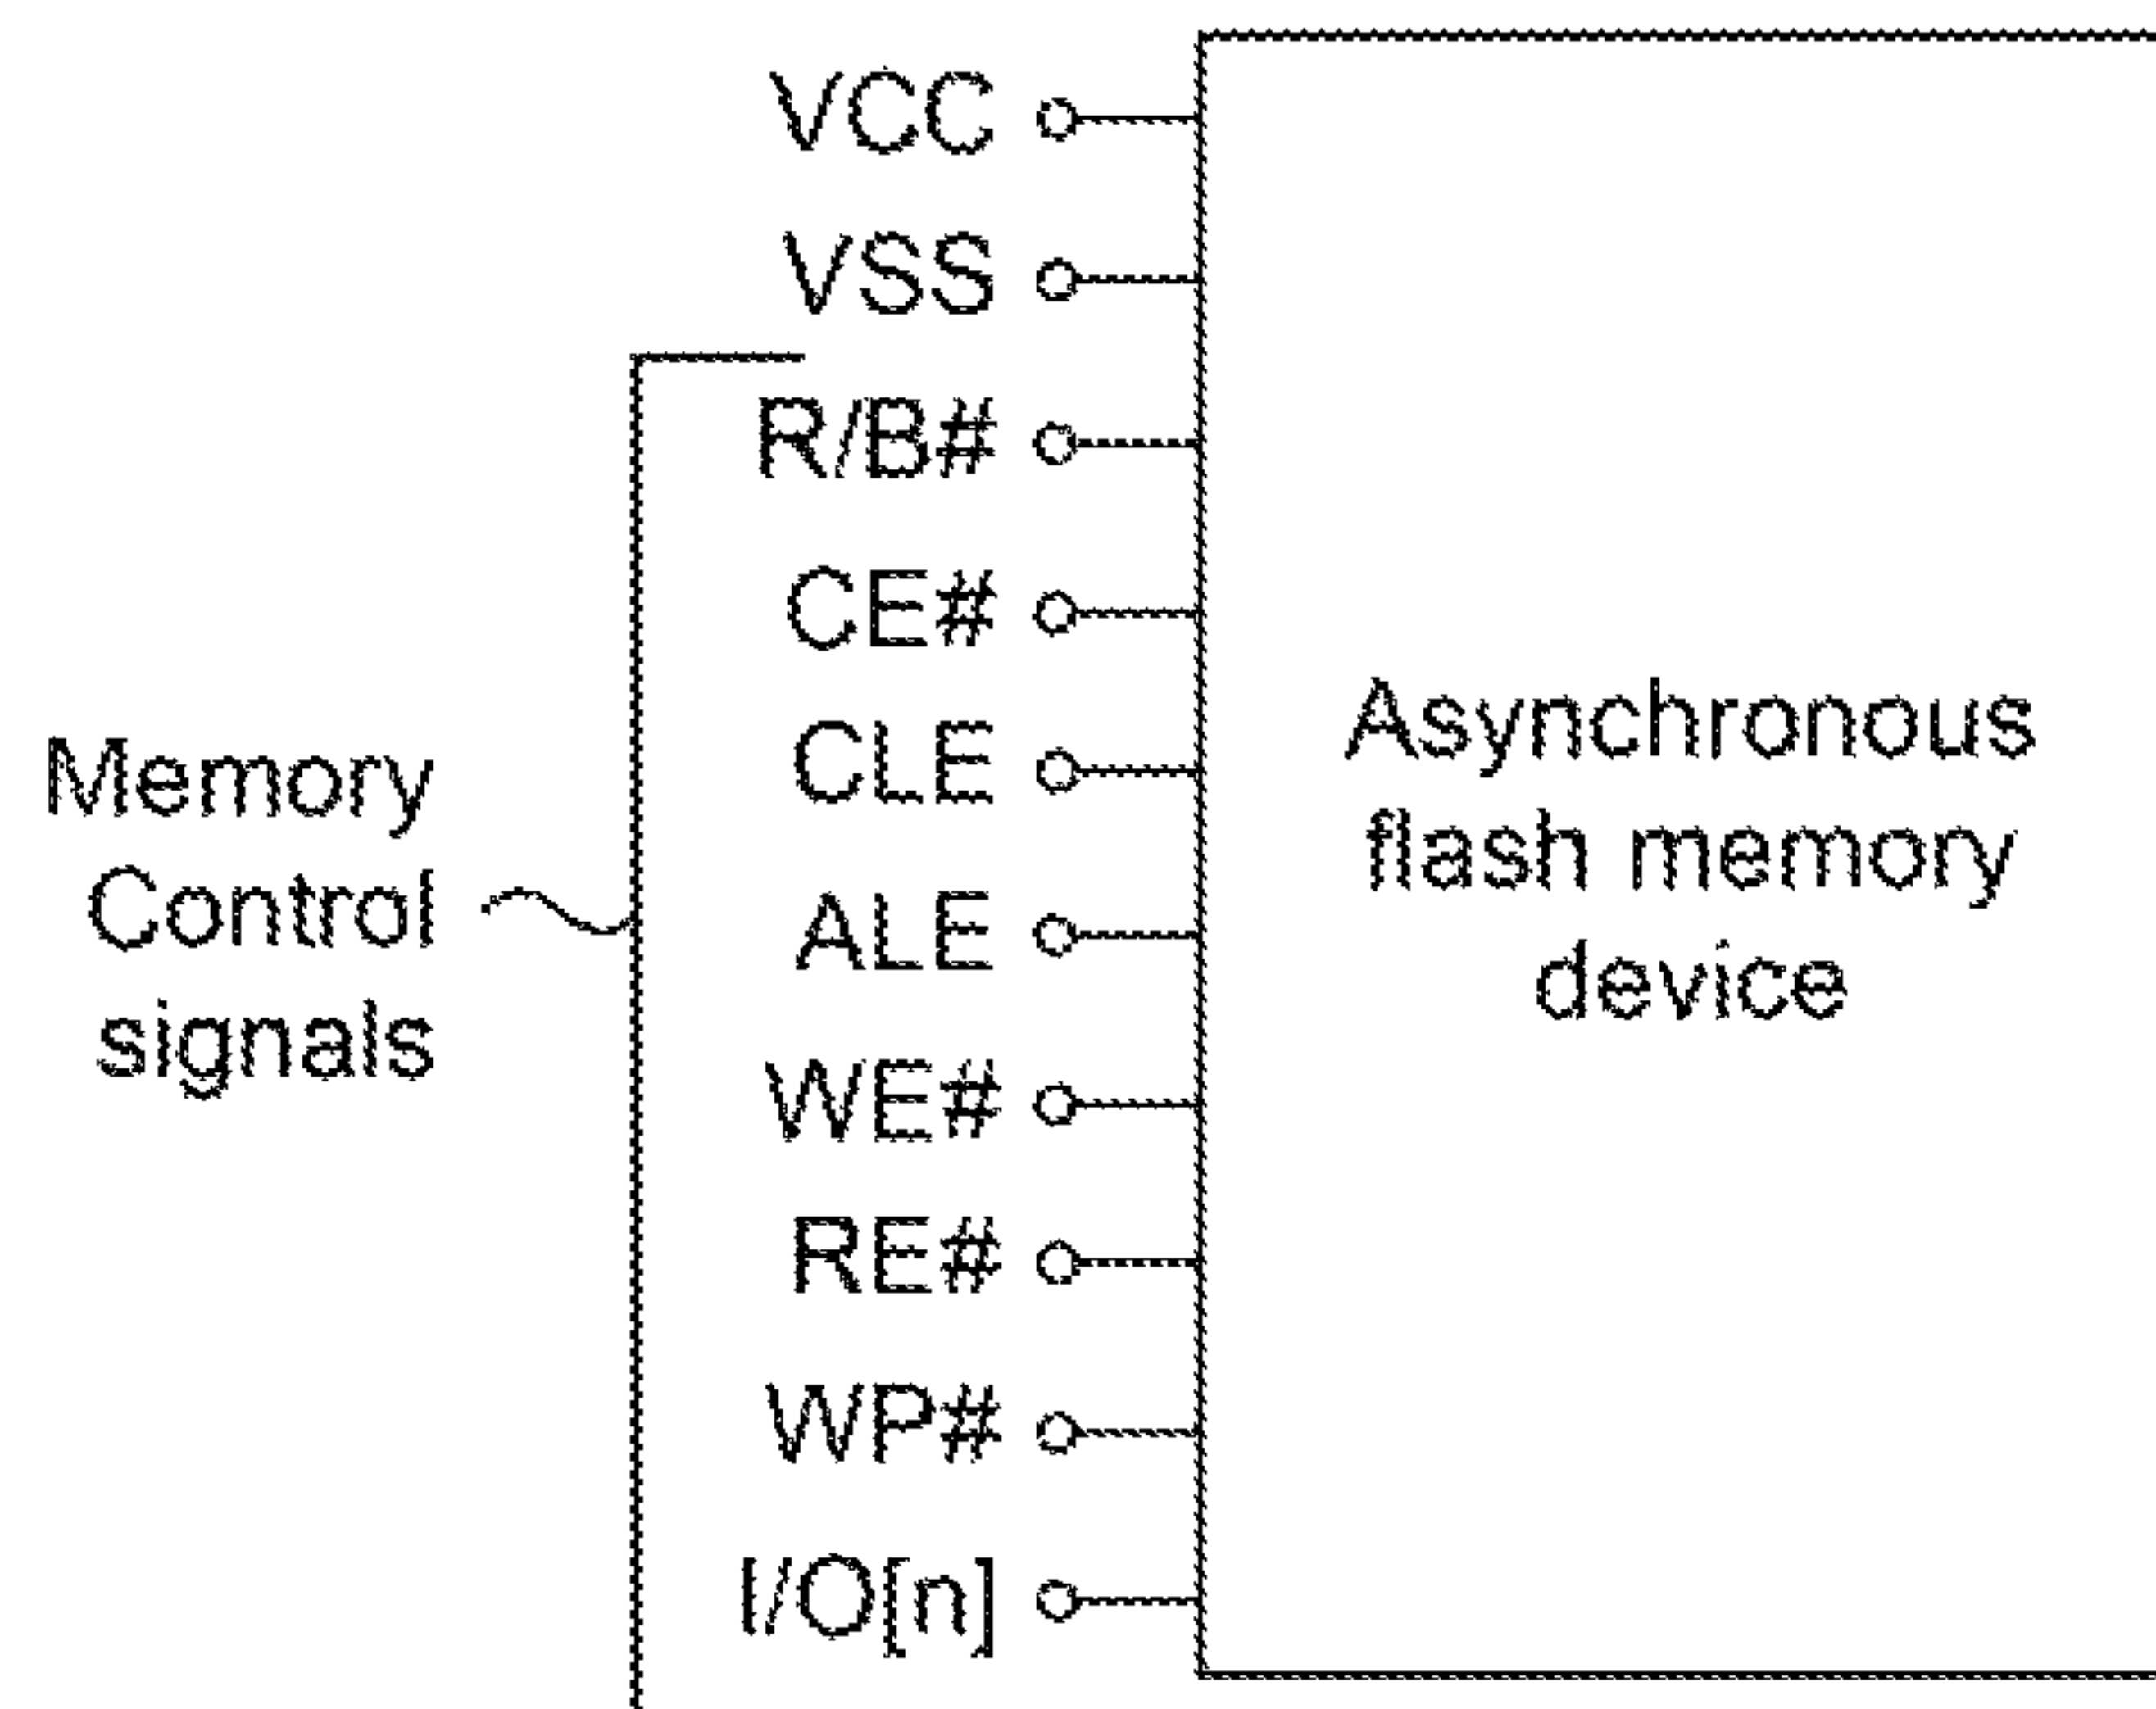 VCC
VSS
R/B#
CE#
CLE
ALE
WE#
RE#
WP#
I/O[n]
Memory
Control
signals
Asynchronous
flash memory
device